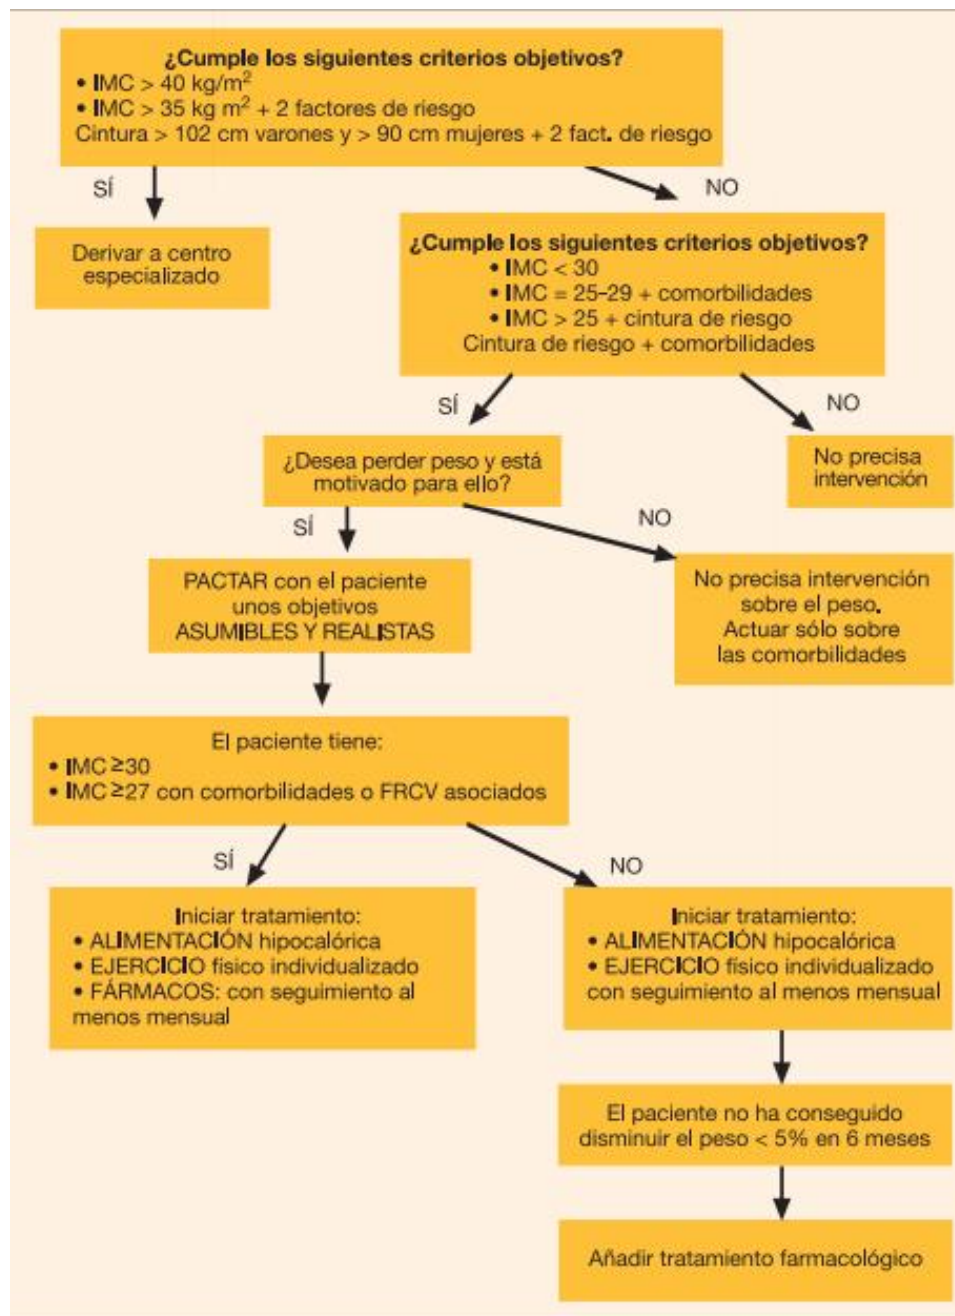 ¿Cumple los siguientes criterios objetivos?
• IMC > 40 kg/m²
• IMC > 35 kg m² + 2 factores de riesgo
Cintura > 102 cm varones y > 90 cm mujeres + 2 fact. de riesgo
SÍ
NO
Derivar a centro
especializado
¿Cumple los siguientes criterios objetivos?
• IMC < 30
• IMC = 25–29 + comorbilidades
• IMC > 25 + cintura de riesgo
Cintura de riesgo + comorbilidades
SÍ
NO
¿Desea perder peso y está
motivado para ello?
No precisa
intervención
SÍ
NO
PACTAR con el paciente
unos objetivos
ASUMIBLES Y REALISTAS
No precisa intervención
sobre el peso.
Actuar sólo sobre
las comorbilidades
El paciente tiene:
• IMC ≥30
• IMC ≥27 con comorbilidades o FRCV asociados
SÍ
NO
Iniciar tratamiento:
• ALIMENTACIÓN hipocalórica
• EJERCICIO físico individualizado
• FÁRMACOS: con seguimiento al
menos mensual
Iniciar tratamiento:
• ALIMENTACIÓN hipocalórica
• EJERCICIO físico individualizado
con seguimiento al menos mensual
El paciente no ha conseguido
disminuir el peso < 5% en 6 meses
Añadir tratamiento farmacológico